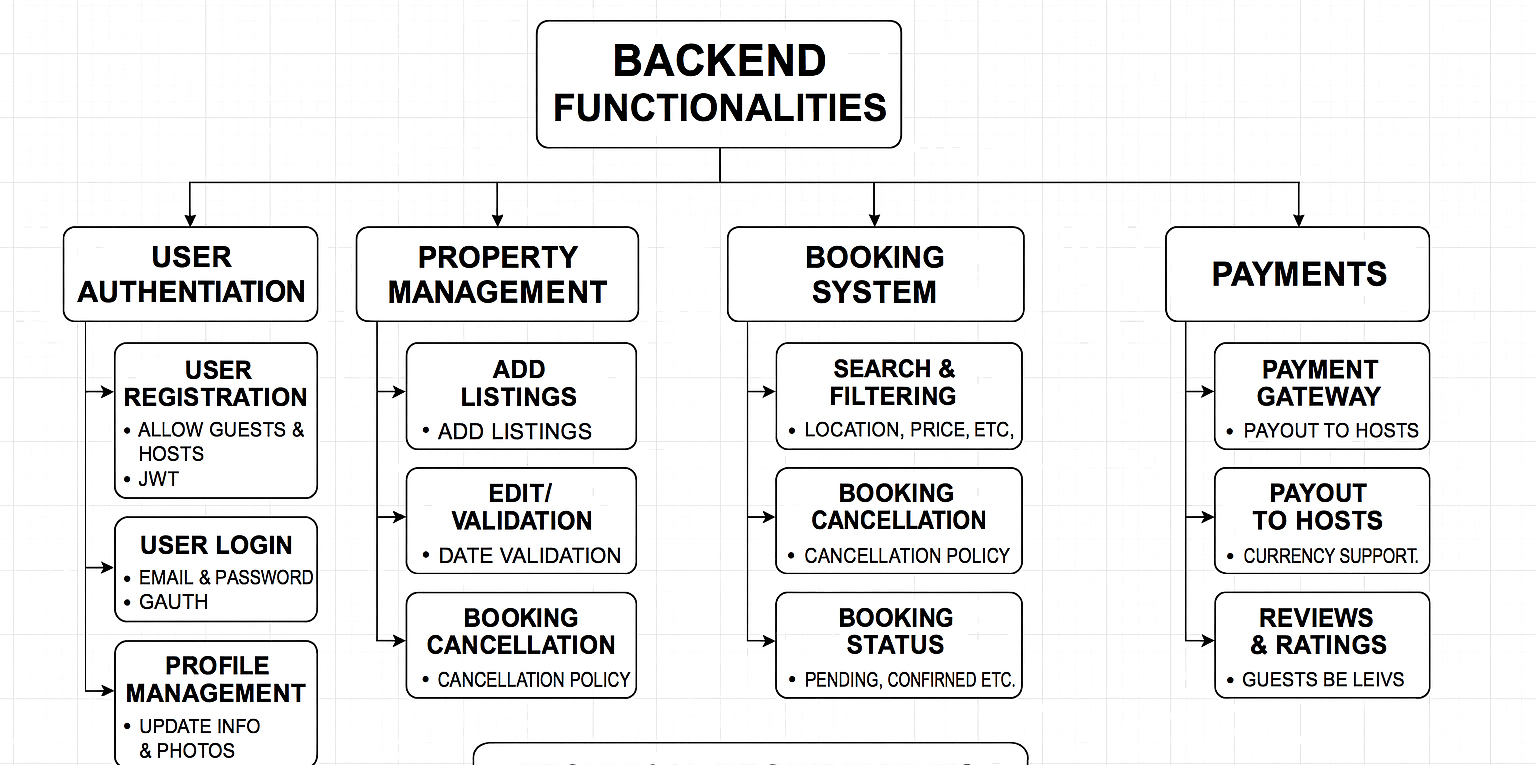 BACKEND
FUNCTIONALITIES
USER
AUTHENTIATION
USER
REGISTRATION
• ALLOW GUESTS &
HOSTS
• JWT
USER LOGIN
• EMAIL & PASSWORD
• GAUTH
PROFILE
MANAGEMENT
• UPDATE INFO
& PHOTOS
PROPERTY
MANAGEMENT
ADD
LISTINGS
• ADD LISTINGS
EDIT/
VALIDATION
• DATE VALIDATION
BOOKING
CANCELLATION
• CANCELLATION POLICY
BOOKING
SYSTEM
SEARCH &
FILTERING
• LOCATION, PRICE, ETC,
BOOKING
CANCELLATION
• CANCELLATION POLICY
BOOKING
STATUS
• PENDING, CONFIRMED ETC.
PAYMENTS
PAYMENT
GATEWAY
• PAYOUT TO HOSTS
PAYOUT
TO HOSTS
• CURRENCY SUPPORT.
REVIEWS
& RATINGS
• GUESTS BE LEIVS